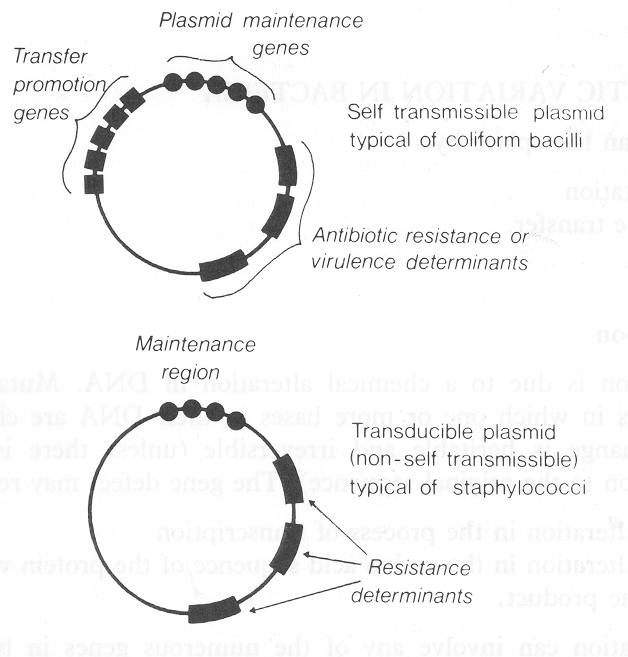 Plasmid maintenance
genes
Transfer
promotion
genes
Self transmissible plasmid
typical of coliform bacilli
Antibiotic resistance or
virulence determinants
Maintenance
region
Transducible plasmid
(non-self transmissible)
typical of staphylococci
Resistance
determinants